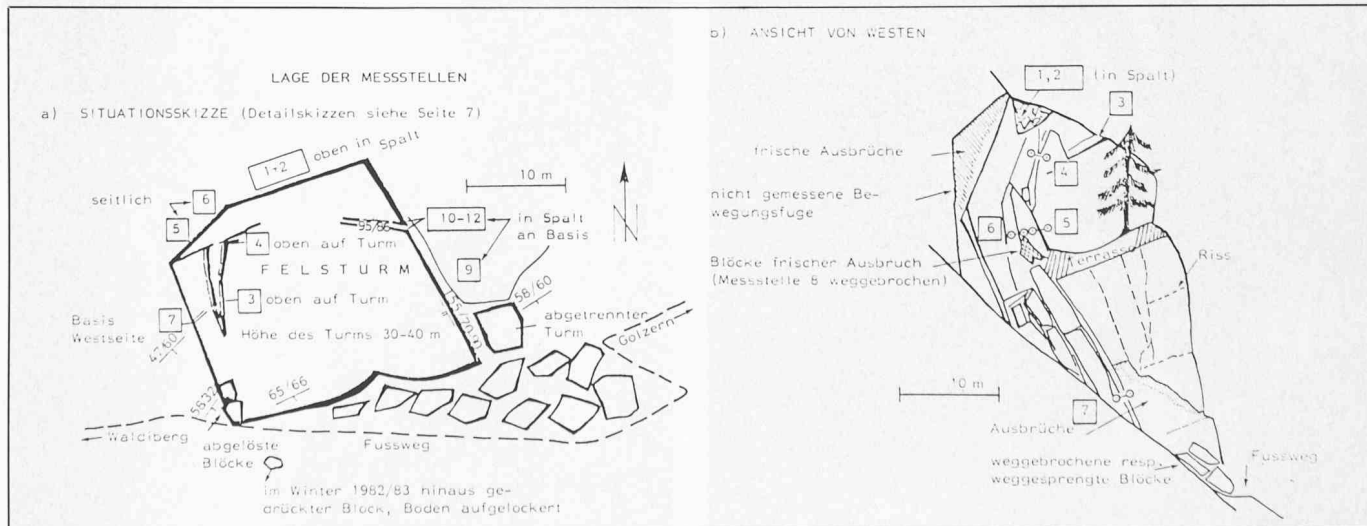 LAGE DER MESSSTELLEN
a) SITUATIONSSKIZZE (Detailskizzen siehe Seite 7)
1+2 oben in Spalt
seitlich
6
5
4 oben auf Turm
FELSTURM
3 oben auf Turm
Höhe des Turms 30-40 m
7
Basis
Westseite
47/60
65/66
95/66
10 m
N
10-12
in Spalt
an Basis
9
58/60
abgetrennter
Turm
Golzern
Waldiberg
Fussweg
abgelöste
Blöcke
im Winter 1982/83 hinaus ge-
drückter Block, Boden aufgelockert
b) ANSICHT VON WESTEN
1,2 (in Spalt)
3
frische Ausbrüche
4
nicht gemessene Be-
wegungsfuge
6
5
Blöcke frischer Ausbruch
(Messstelle 8 weggebrochen)
Terrasse
Riss
10 m
7
Ausbrüche
weggebrochene resp.
weggesprengte Blöcke
Fussweg